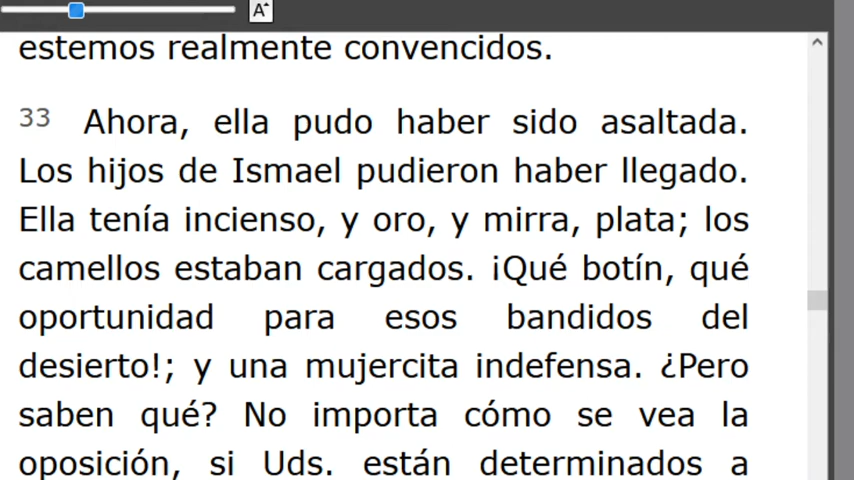 A
estemos realmente convencidos.
33 Ahora, ella pudo haber sido asaltada.
Los hijos de Ismael pudieron haber llegado.
Ella tenía incienso, y oro, y mirra, plata; los
camellos estaban cargados. ¡Qué botín, qué
oportunidad para esos bandidos del
desierto!; y una mujercita indefensa. ¿Pero
saben qué? No importa cómo se vea la
oposición, si Uds. están determinados a